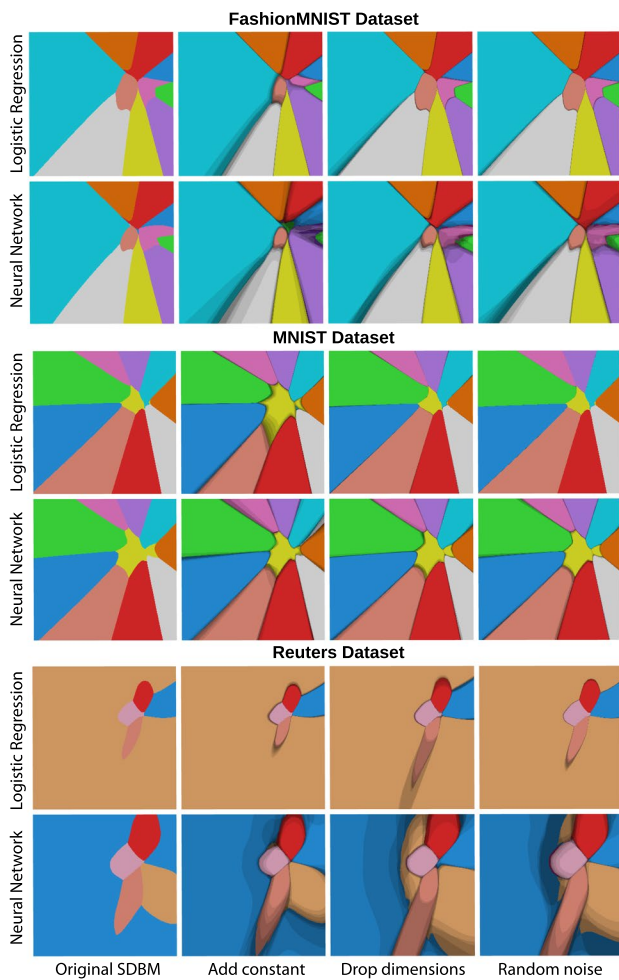 FashionMNIST Dataset
Logistic Regression
Neural Network
MNIST Dataset
Logistic Regression
Neural Network
Reuters Dataset
Logistic Regression
Neural Network
Original SDBM
Add constant
Drop dimensions
Random noise